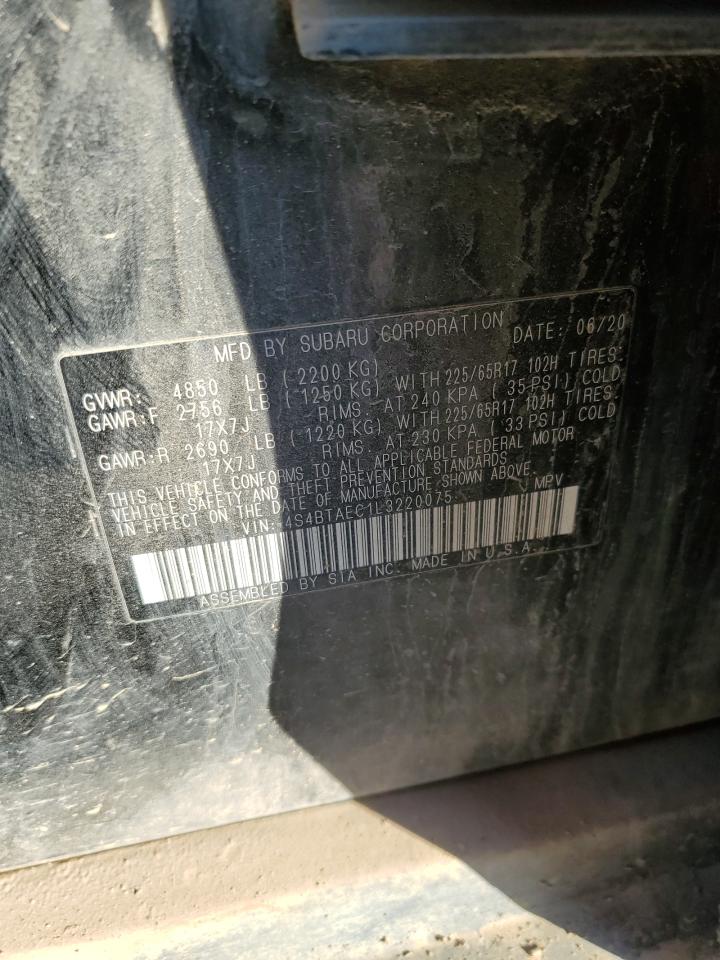 MFD BY SUBARU CORPORATION DATE: 06/20
GVWR: 4850 LB (2200 KG)
GAWR:F 2756 LB (1250 KG) WITH 225/65R17 102H TIRES:
17X7J RIMS AT 240 KPA (35 PSI) COLD
GAWR:R 2690 LB (1220 KG) WITH 225/65R17 102H TIRES:
17X7J RIMS AT 230 KPA (33 PSI) COLD
THIS VEHICLE CONFORMS TO ALL APPLICABLE FEDERAL MOTOR
VEHICLE SAFETY AND THEFT PREVENTION STANDARDS
IN EFFECT ON THE DATE OF MANUFACTURE SHOWN ABOVE.
VIN: 4S4BTAEC1L3220075 MPV
ASSEMBLED BY SIA INC. MADE IN U.S.A.